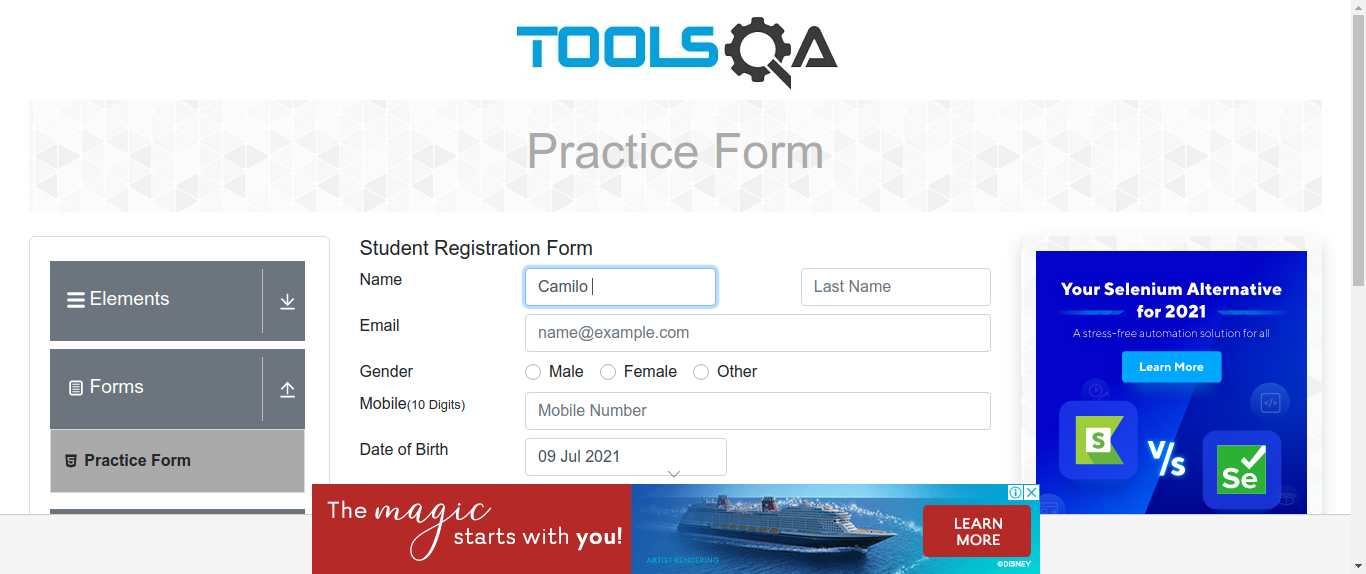 TOOLSQA
Practice Form
Elements
Forms
Practice Form
Student Registration Form
Name
Camilo
Last Name
Email
name@example.com
Gender
Male
Female
Other
Mobile(10 Digits)
Mobile Number
Date of Birth
09 Jul 2021
Your Selenium Alternative
for 2021
A stress-free automation solution for all
Learn More
S
V/s
Se
The magic
starts with you!
ARTIST RENDERING
LEARN
MORE
©DISNEY